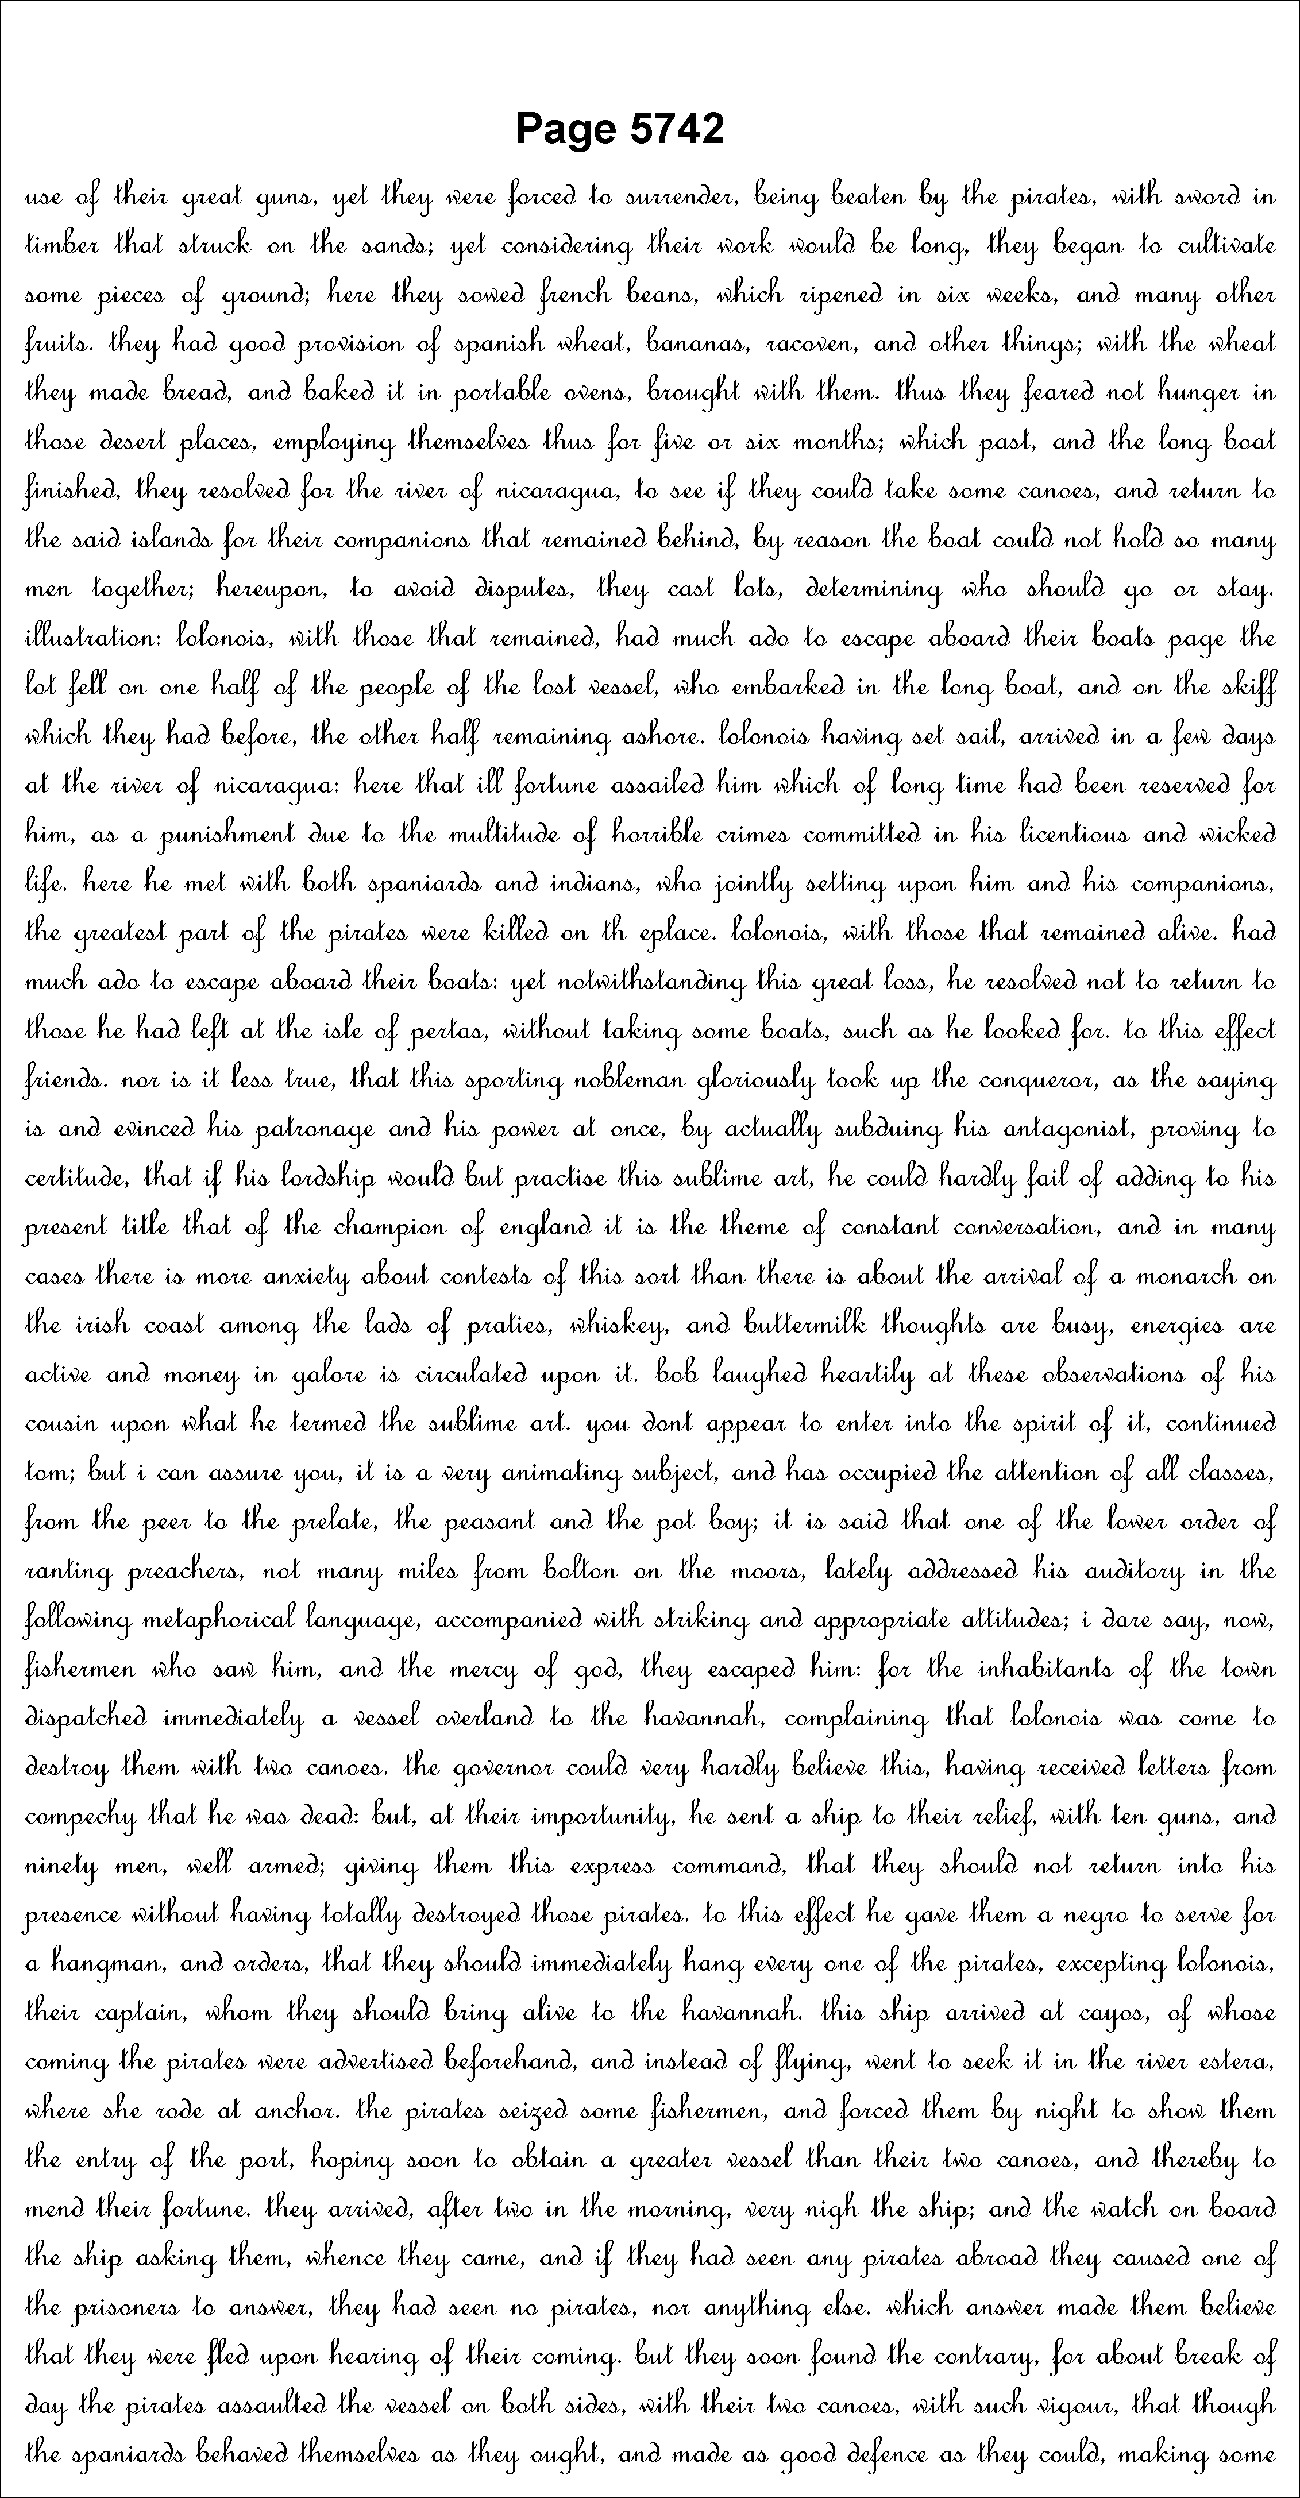 Page 5742
use of their great guns, yet they were forced to surrender, being beaten by the pirates, with sword in
timber that struck on the sands; yet considering their work would be long, they began to cultivate
some pieces of ground; here they sowed french beans, which ripened in six weeks, and many other
fruits. they had good provision of spanish wheat, bananas, racoven, and other things; with the wheat
they made bread, and baked it in portable ovens, brought with them. thus they feared not hunger in
those desert places, employing themselves thus for five or six months; which past, and the long boat
finished, they resolved for the river of nicaragua, to see if they could take some canoes, and return to
the said islands for their companions that remained behind, by reason the boat could not hold so many
men together; hereupon, to avoid disputes, they cast lots, determining who should go or stay.
illustration: lolonois, with those that remained, had much ado to escape aboard their boats page the
lot fell on one half of the people of the lost vessel, who embarked in the long boat, and on the skiff
which they had before, the other half remaining ashore. lolonois having set sail, arrived in a few days
at the river of nicaragua: here that ill fortune assailed him which of long time had been reserved for
him, as a punishment due to the multitude of horrible crimes committed in his licentious and wicked
life. here he met with both spaniards and indians, who jointly setting upon him and his companions,
the greatest part of the pirates were killed on th eplace. lolonois, with those that remained alive. had
much ado to escape aboard their boats: yet notwithstanding this great loss, he resolved not to return to
those he had left at the isle of pertas, without taking some boats, such as he looked for. to this effect
friends. nor is it less true, that this sporting nobleman gloriously took up the conqueror, as the saying
is and evinced his patronage and his power at once, by actually subduing his antagonist, proving to
certitude, that if his lordship would but practise this sublime art, he could hardly fail of adding to his
present title that of the champion of england it is the theme of constant conversation, and in many
cases there is more anxiety about contests of this sort than there is about the arrival of a monarch on
the irish coast among the lads of praties, whiskey, and buttermilk thoughts are busy, energies are
active and money in galore is circulated upon it. bob laughed heartily at these observations of his
cousin upon what he termed the sublime art. you dont appear to enter into the spirit of it, continued
tom; but i can assure you, it is a very animating subject, and has occupied the attention of all classes,
from the peer to the prelate, the peasant and the pot boy; it is said that one of the lower order of
ranting preachers, not many miles from bolton on the moors, lately addressed his auditory in the
following metaphorical language, accompanied with striking and appropriate attitudes; i dare say, now,
fishermen who saw him, and the mercy of god, they escaped him: for the inhabitants of the town
dispatched immediately a vessel overland to the havannah, complaining that lolonois was come to
destroy them with two canoes. the governor could very hardly believe this, having received letters from
compechy that he was dead: but, at their importunity, he sent a ship to their relief, with ten guns, and
ninety men, well armed; giving them this express command, that they should not return into his
presence without having totally destroyed those pirates. to this effect he gave them a negro to serve for
a hangman, and orders, that they should immediately hang every one of the pirates, excepting lolonois,
their captain, whom they should bring alive to the havannah. this ship arrived at cayos, of whose
coming the pirates were advertised beforehand, and instead of flying, went to seek it in the river estera,
where she rode at anchor. the pirates seized some fishermen, and forced them by night to show them
the entry of the port, hoping soon to obtain a greater vessel than their two canoes, and thereby to
mend their fortune. they arrived, after two in the morning, very nigh the ship; and the watch on board
the ship asking them, whence they came, and if they had seen any pirates abroad they caused one of
the prisoners to answer, they had seen no pirates, nor anything else. which answer made them believe
that they were fled upon hearing of their coming. but they soon found the contrary, for about break of
day the pirates assaulted the vessel on both sides, with their two canoes, with such vigour, that though
the spaniards behaved themselves as they ought, and made as good defence as they could, making some